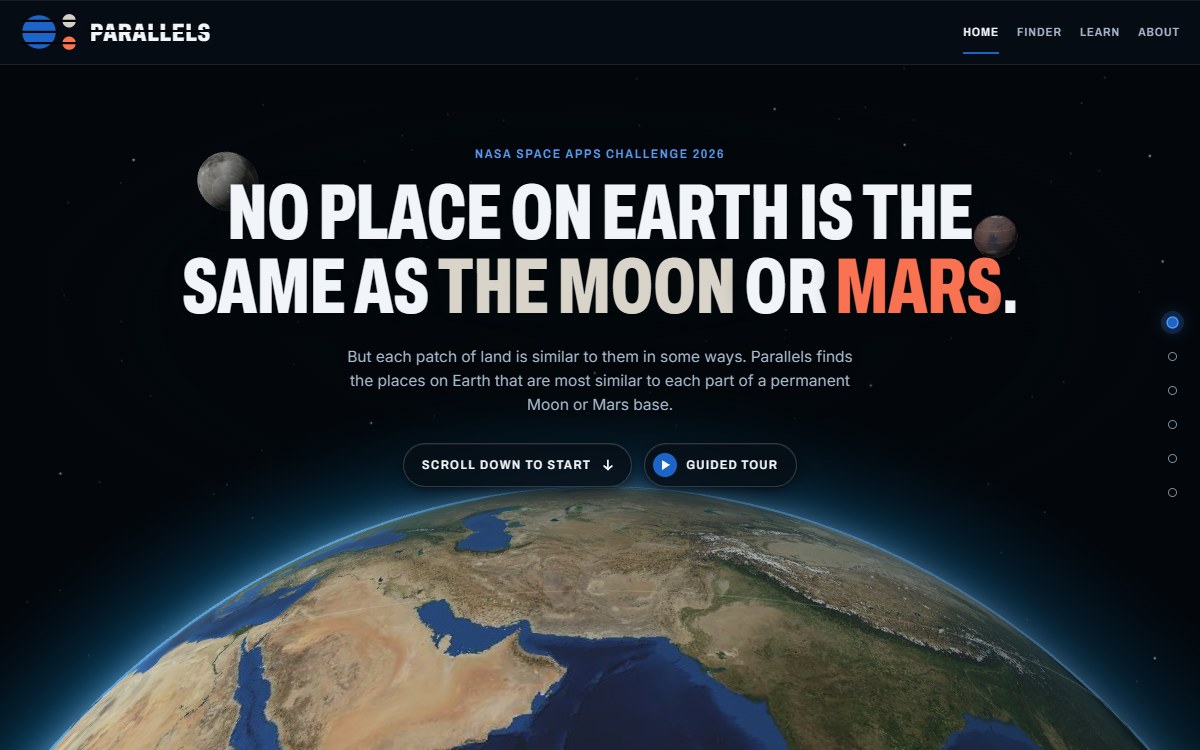 PARALLELS
HOME FINDER LEARN ABOUT
NASA SPACE APPS CHALLENGE 2026
NO PLACE ON EARTH IS THE
SAME AS THE MOON OR MARS.
But each patch of land is similar to them in some ways. Parallels finds
the places on Earth that are most similar to each part of a permanent
Moon or Mars base.
SCROLL DOWN TO START ↓ GUIDED TOUR